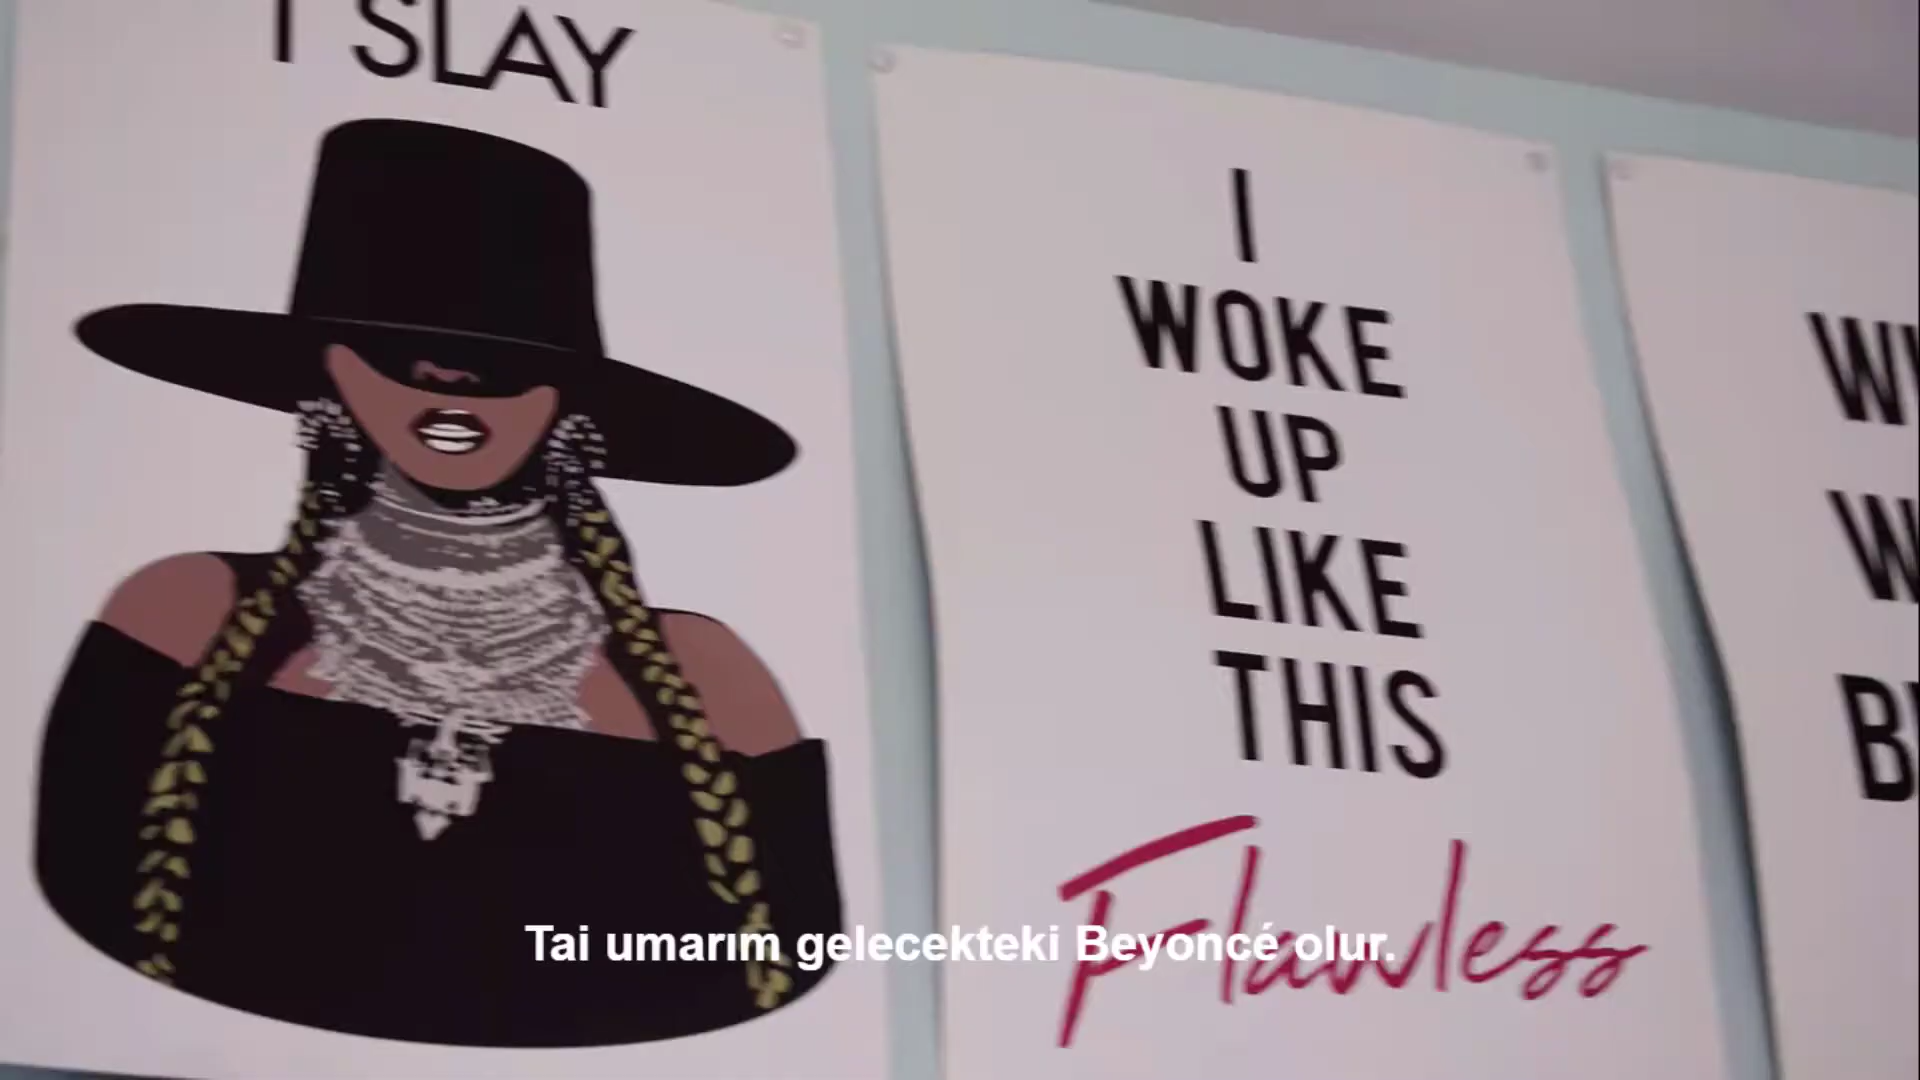 I SLAY
I
WOKE
UP
LIKE
THIS
Flawless
Tai umarım gelecekteki Beyoncé olur.